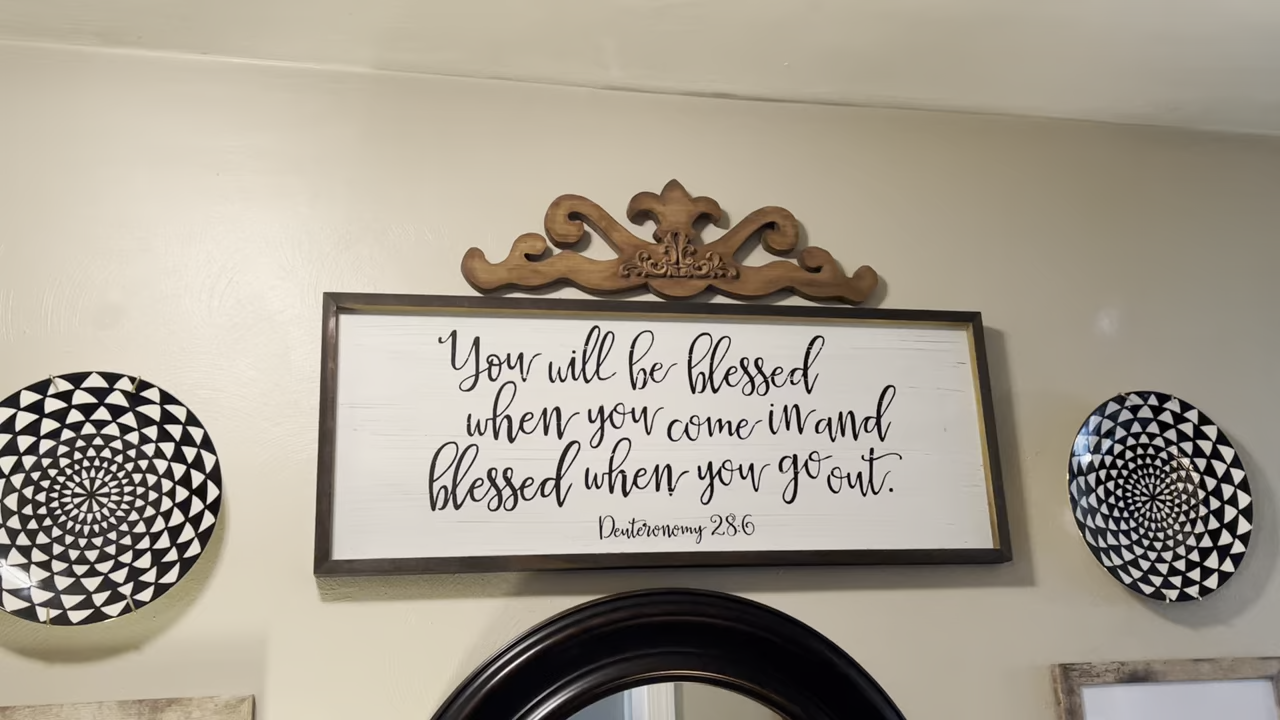 You will be blessed
when you come in and
blessed when you go out.
Deuteronomy 28:6